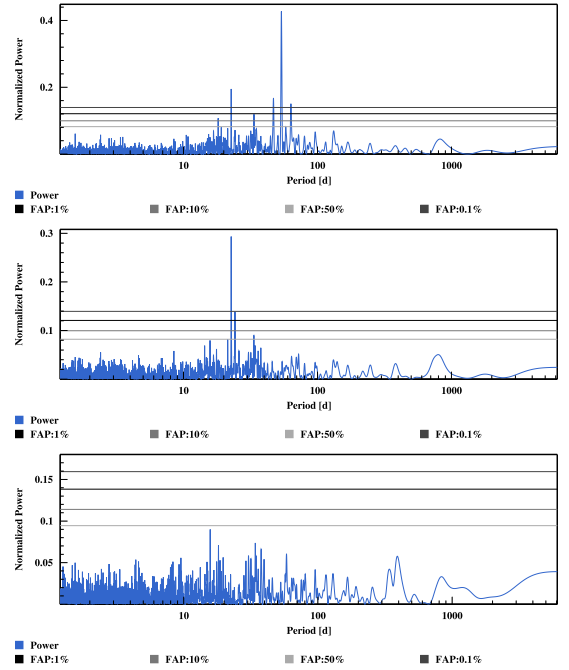 0.4
0.2
Normalized Power
10 100 1000
Period [d]
Power
FAP:1% FAP:10% FAP:50% FAP:0.1%
0.3
0.2
0.1
Normalized Power
10 100 1000
Period [d]
Power
FAP:1% FAP:10% FAP:50% FAP:0.1%
0.15
0.1
0.05
Normalized Power
10 100 1000
Period [d]
Power
FAP:1% FAP:10% FAP:50% FAP:0.1%